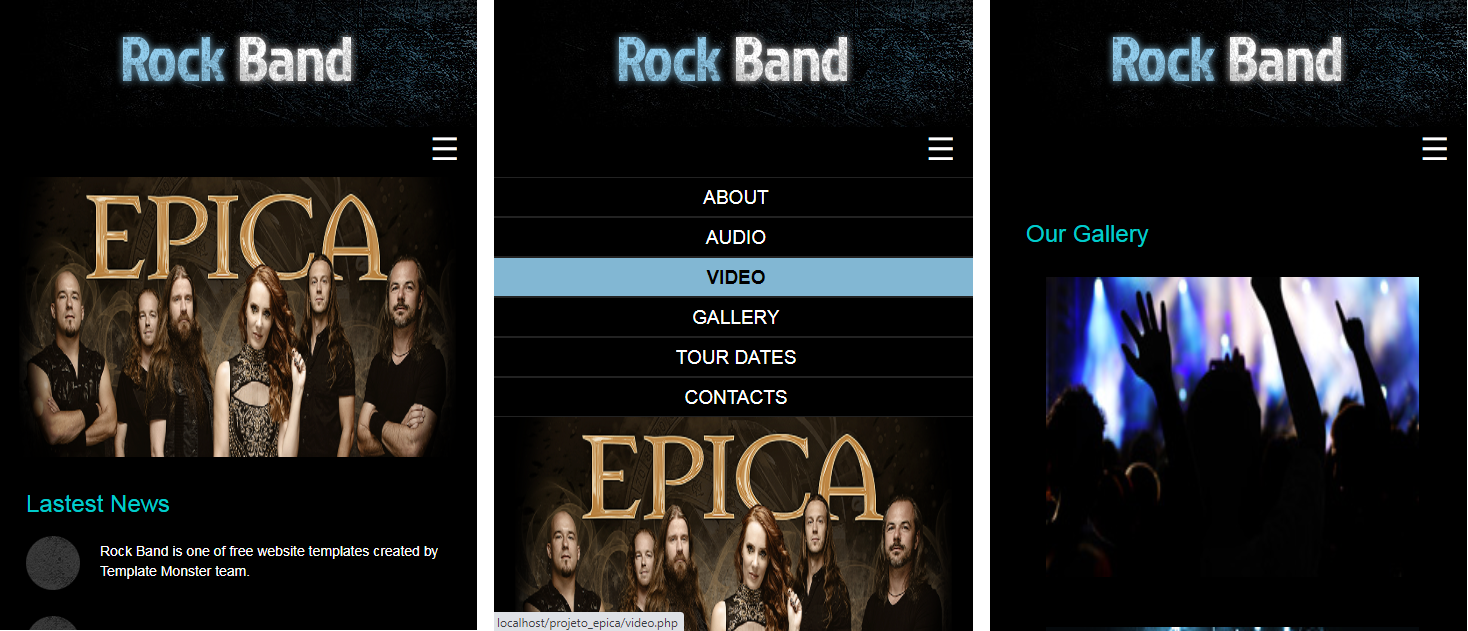 Rock Band
☰
EPICA
Lastest News
Rock Band is one of free website templates created by
Template Monster team.
Rock Band
☰
ABOUT
AUDIO
VIDEO
GALLERY
TOUR DATES
CONTACTS
EPICA
localhost/projeto_epica/video.php
Rock Band
☰
Our Gallery